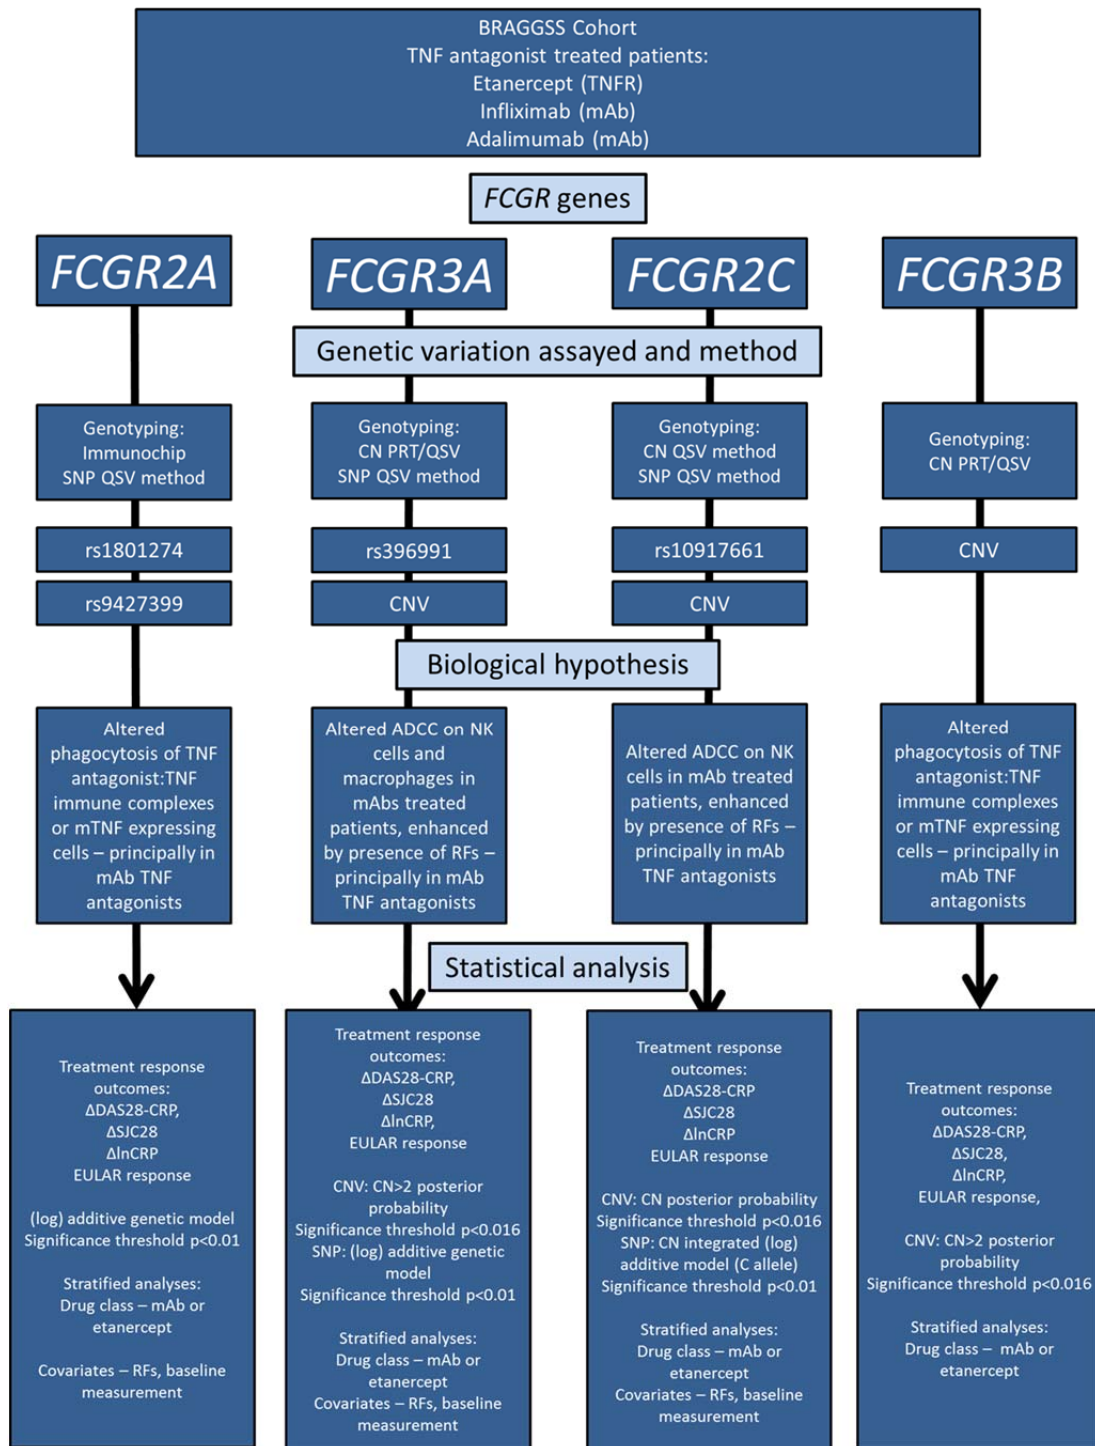 BRAGGSS Cohort
TNF antagonist treated patients:
Etanercept (TNFR)
Infliximab (mAb)
Adalimumab (mAb)
FCGR genes
FCGR2A
FCGR3A
FCGR2C
FCGR3B
Genetic variation assayed and method
Genotyping:
Immunochip
SNP QSV method
Genotyping:
CN PRT/QSV
SNP QSV method
Genotyping:
CN QSV method
SNP QSV method
Genotyping:
CN PRT/QSV
rs1801274
rs396991
rs10917661
CNV
rs9427399
CNV
CNV
Biological hypothesis
Altered
phagocytosis of TNF
antagonist:TNF
immune complexes
or mTNF expressing
cells – principally in
mAb TNF
antagonists
Altered ADCC on NK
cells and
macrophages in
mAbs treated
patients, enhanced
by presence of RFs –
principally in mAb
TNF antagonists
Altered ADCC on NK
cells in mAb treated
patients, enhanced
by presence of RFs –
principally in mAb
TNF antagonists
Altered
phagocytosis of TNF
antagonist:TNF
immune complexes
or mTNF expressing
cells – principally in
mAb TNF
antagonists
Statistical analysis
Treatment response
outcomes:
ΔDAS28-CRP,
ΔSJC28
ΔlnCRP
EULAR response
(log) additive genetic model
Significance threshold p<0.01
Stratified analyses:
Drug class – mAb or
etanercept
Covariates – RFs, baseline
measurement
Treatment response
outcomes:
ΔDAS28-CRP,
ΔSJC28
ΔlnCRP,
EULAR response
CNV: CN>2 posterior
probability
Significance threshold p<0.016
SNP: (log) additive genetic
model
Significance threshold p<0.01
Stratified analyses:
Drug class – mAb or
etanercept
Covariates – RFs, baseline
measurement
Treatment response
outcomes:
ΔDAS28-CRP
ΔSJC28
ΔlnCRP
EULAR response
CNV: CN posterior probability
Significance threshold p<0.016
SNP: CN integrated (log)
additive model (C allele)
Significance threshold p<0.01
Stratified analyses:
Drug class – mAb or
etanercept
Covariates – RFs, baseline
measurement
Treatment response
outcomes:
ΔDAS28-CRP,
ΔSJC28,
ΔlnCRP,
EULAR response,
CNV: CN>2 posterior
probability
Significance threshold p<0.016
Stratified analyses:
Drug class – mAb or
etanercept